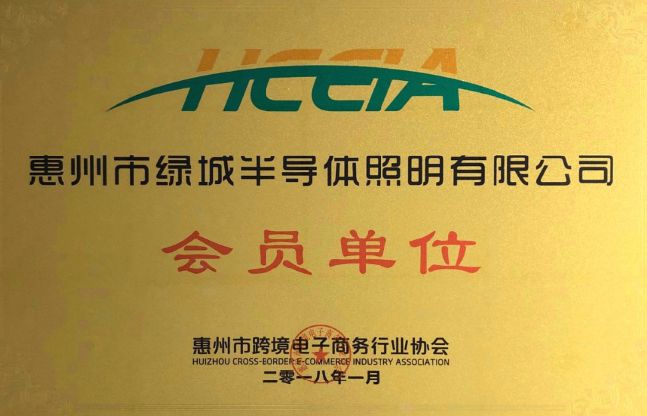 HCCIA
惠州市绿城半导体照明有限公司
会员单位
惠州市跨境电子商务行业协会
HUIZHOU CROSS-BORDER E-COMMERCE INDUSTRY ASSOCIATION
二零一八年一月